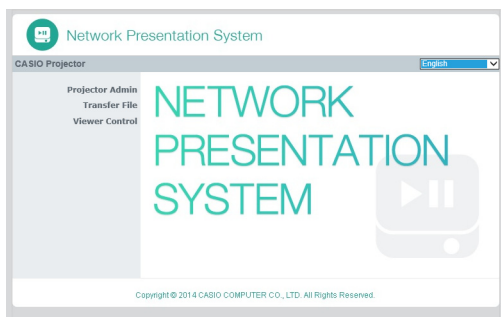 Network Presentation System
CASIO Projector
English
Projector Admin
Transfer File
Viewer Control
NETWORK
PRESENTATION
SYSTEM
Copyright © 2014 CASIO COMPUTER CO., LTD. All Rights Reserved.